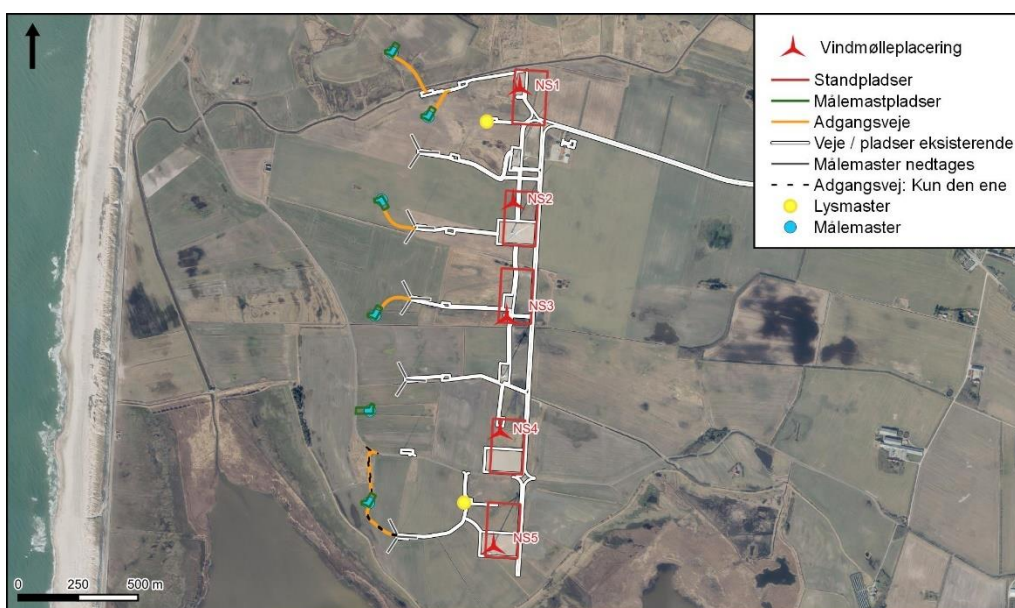 Vindmølleplacering
Standpladser
Målemastpladser
Adgangsveje
Veje / pladser eksisterende
Målemaster nedtages
Adgangsvej: Kun den ene
Lysmaster
Målemaster
NS1
NS2
NS3
NS4
NS5
0 250 500 m